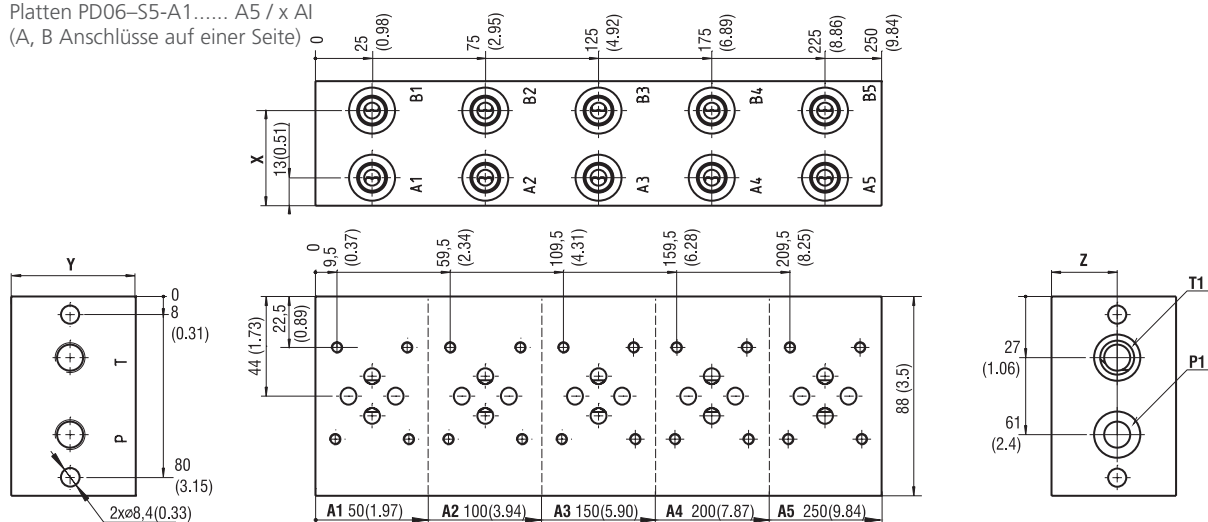 Platten PD06–S5-A1...... A5 / x AI
(A, B Anschlüsse auf einer Seite)
0
25
(0.98)
75
(2.95)
125
(4.92)
175
(6.89)
225
(8.86)
250
(9.84)
B1
B2
B3
B4
B5
X
13(0.51)
A1
A2
A3
A4
A5
0
9,5
(0.37)
59,5
(2.34)
109,5
(4.31)
159,5
(6.28)
209,5
(8.25)
Y
0
8
(0.31)
T
P
80
(3.15)
2xø8,4(0.33)
44 (1.73)
22,5
(0.89)
88 (3.5)
A1 50(1.97)
A2 100(3.94)
A3 150(5.90)
A4 200(7.87)
A5 250(9.84)
Z
T1
27
(1.06)
P1
61
(2.4)